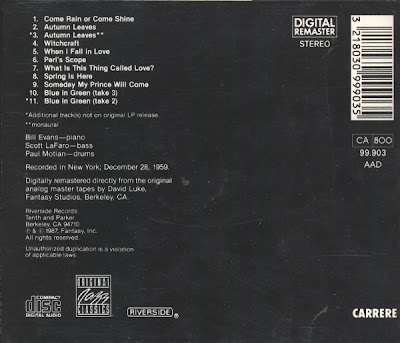 1. Come Rain or Come Shine
2. Autumn Leaves
*3. Autumn Leaves**
4. Witchcraft
5. When I Fall in Love
6. Peri's Scope
7. What Is This Thing Called Love?
8. Spring Is Here
9. Someday My Prince Will Come
10. Blue in Green (take 3)
*11. Blue in Green (take 2)
*Additional track(s) not on original LP release.
**monaural
Bill Evans—piano
Scott LaFaro—bass
Paul Motian—drums
Recorded in New York; December 28, 1959.
Digitally remastered directly from the original
analog master tapes by David Luke,
Fantasy Studios, Berkeley, CA.
Riverside Records
Tenth and Parker
Berkeley, CA 94710
℗ & © 1987, Fantasy, Inc.
All rights reserved.
Unauthorized duplication is a violation
of applicable laws.
DIGITAL
REMASTER
STEREO
3 218030 999035
CA 800
99.903
AAD
COMPACT
disc
DIGITAL AUDIO
ORIGINAL
Jazz
CLASSICS
RIVERSIDE ®
CARRERE